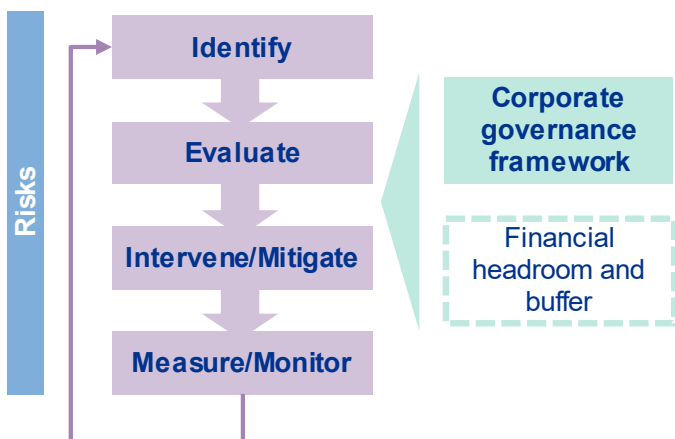 Risks
Identify
Evaluate
Intervene/Mitigate
Measure/Monitor
Corporate
governance
framework
Financial
headroom and
buffer